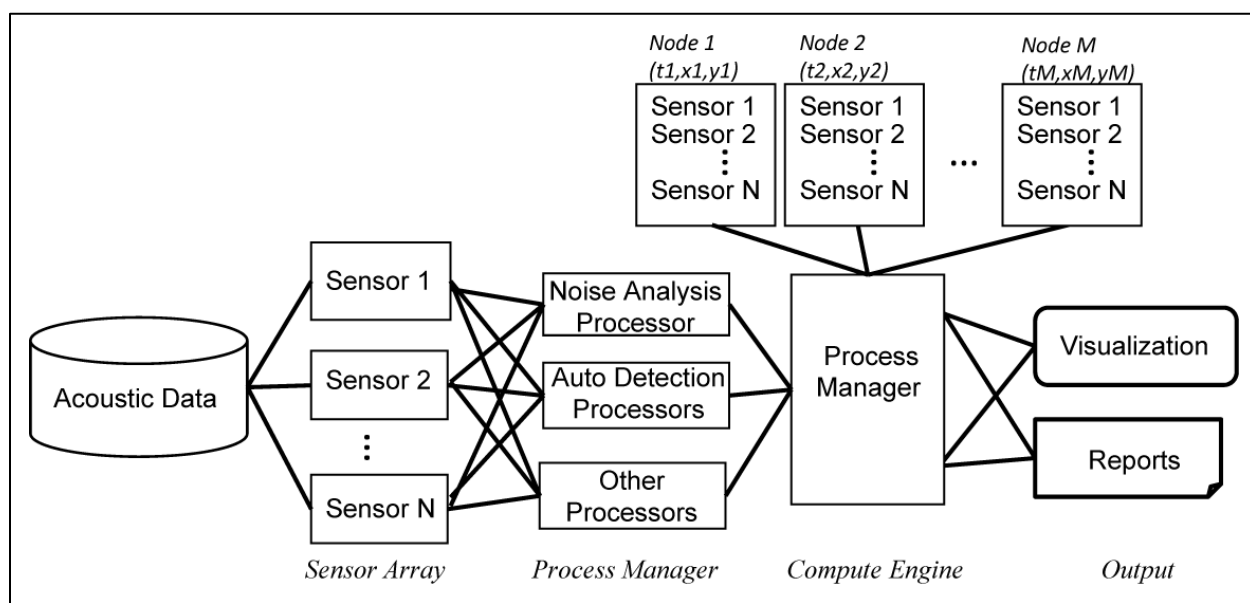 Node 1
(t1,x1,y1)
Sensor 1
Sensor 2
⋮
Sensor N
Node 2
(t2,x2,y2)
Sensor 1
Sensor 2
⋮
Sensor N
...
Node M
(tM,xM,yM)
Sensor 1
Sensor 2
⋮
Sensor N
Acoustic Data
Sensor 1
Sensor 2
⋮
Sensor N
Noise Analysis
Processor
Auto Detection
Processors
Other
Processors
Process
Manager
Visualization
Reports
Sensor Array
Process Manager
Compute Engine
Output